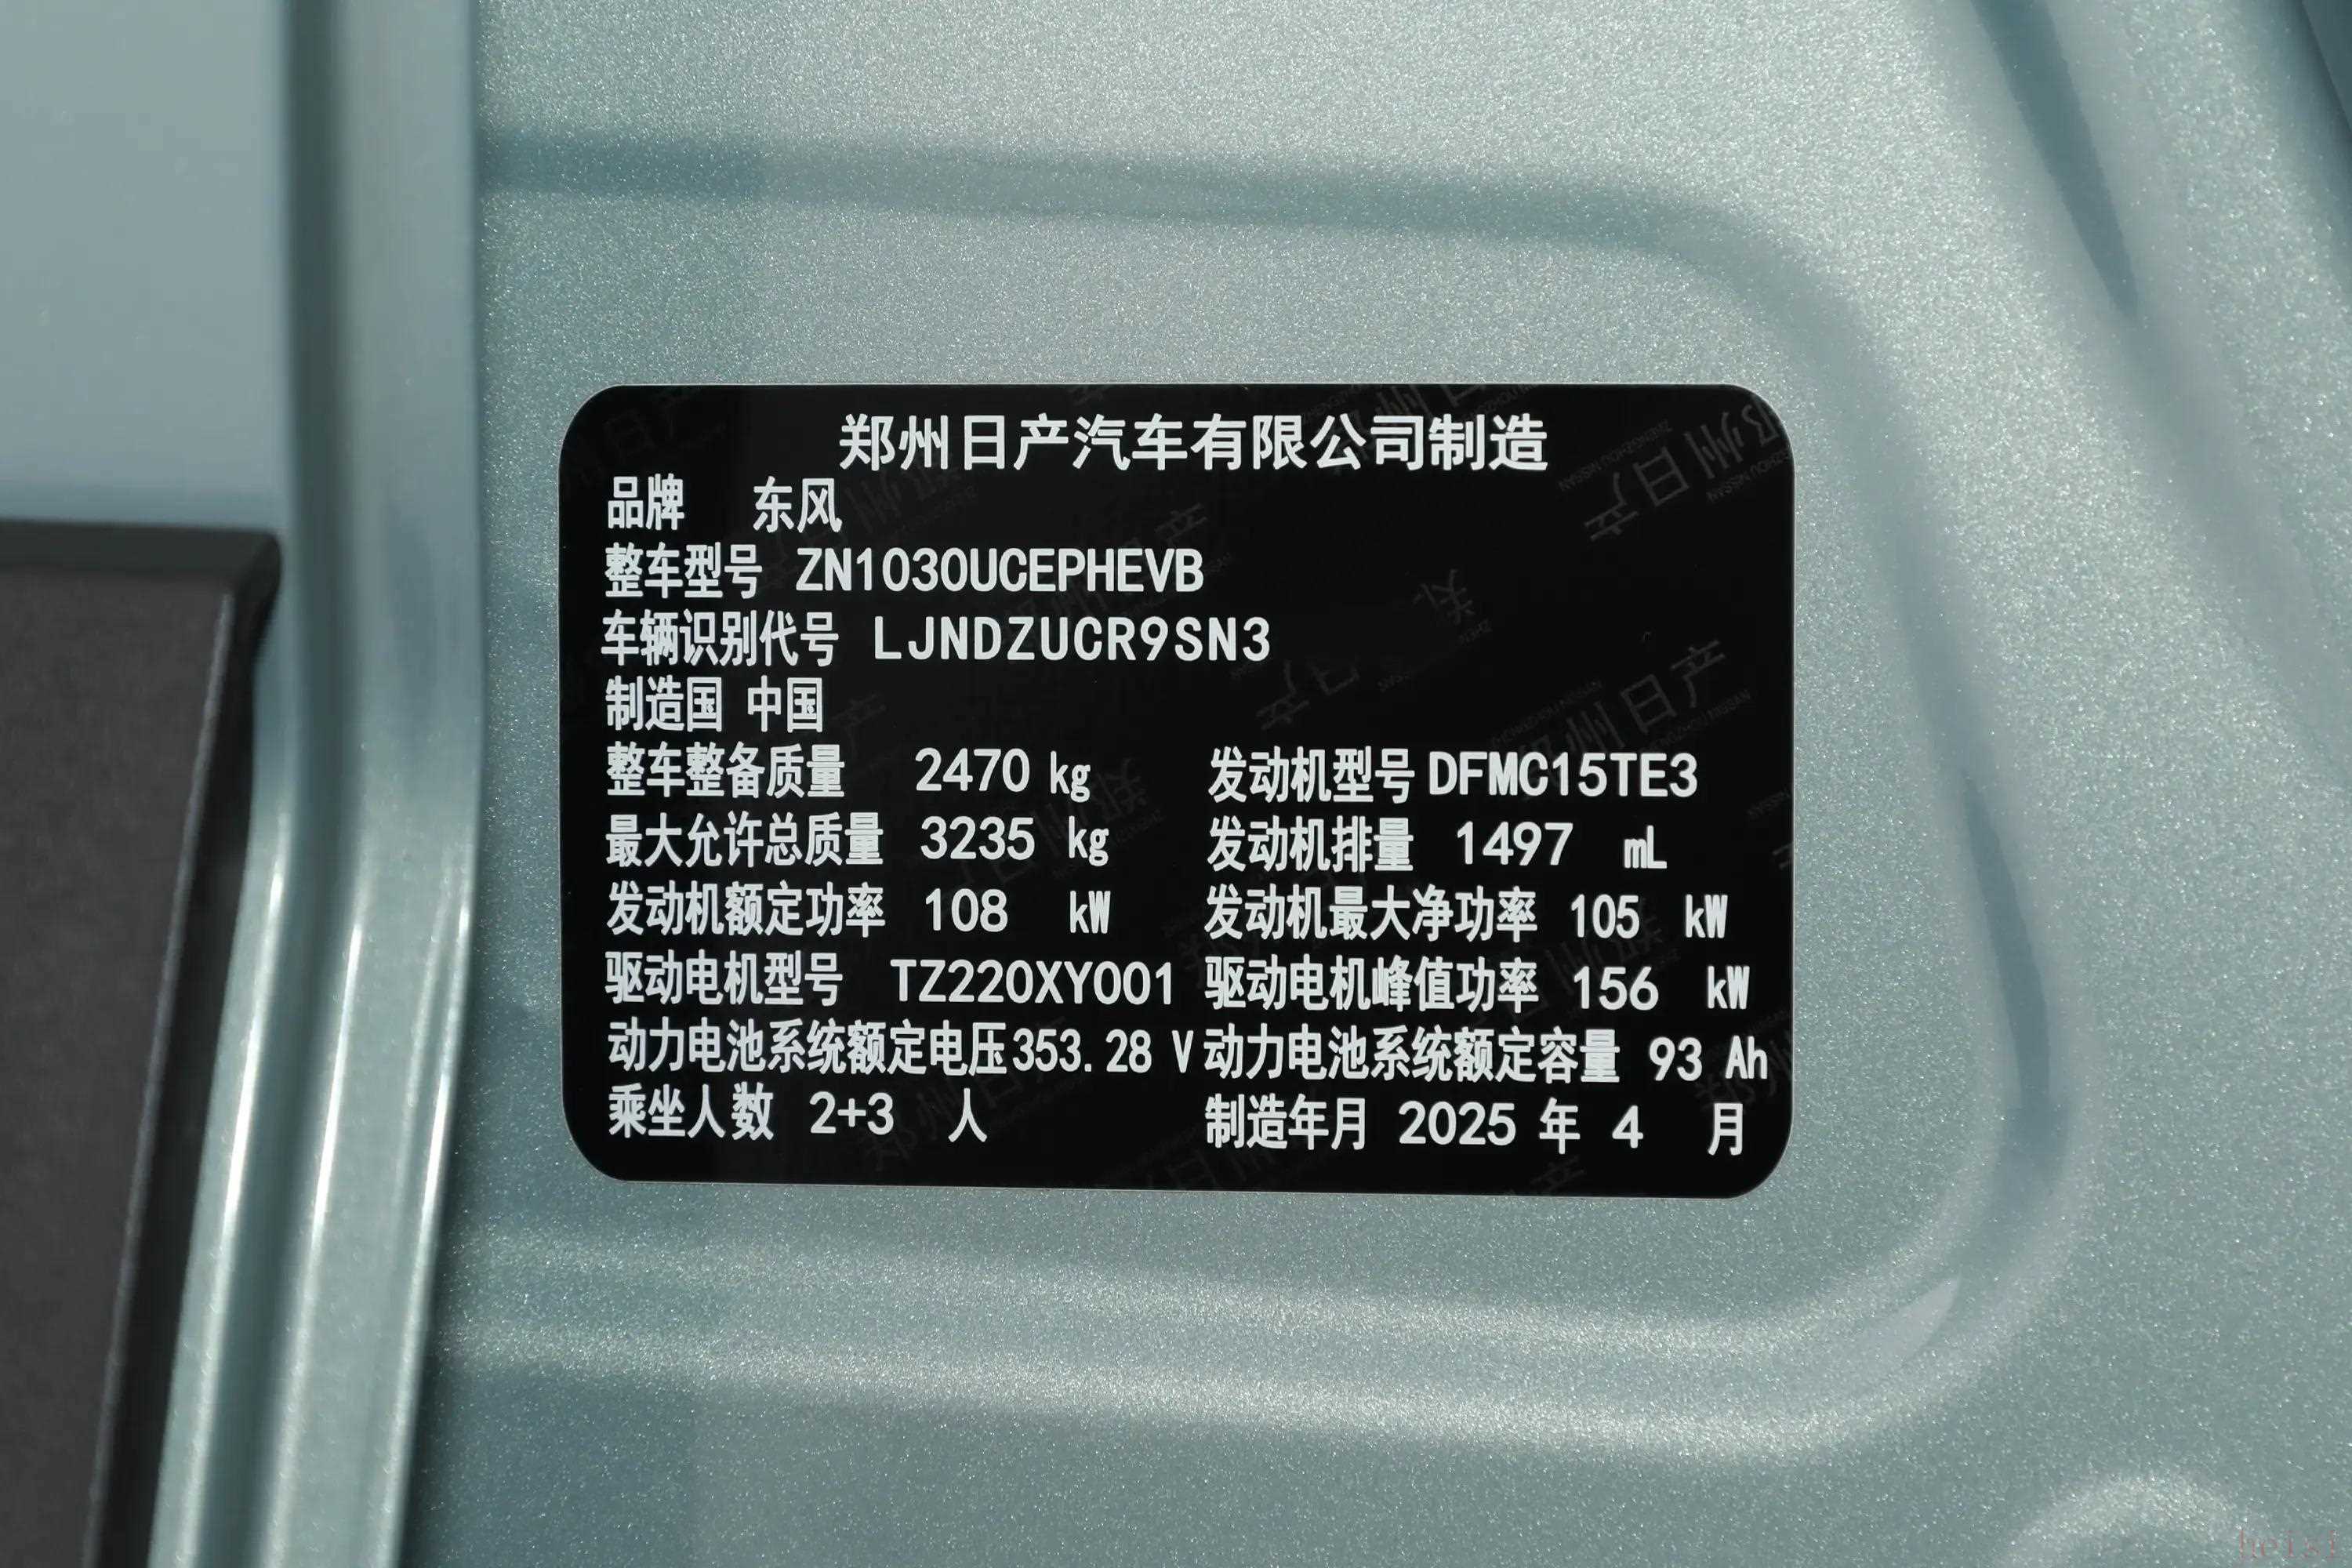 郑州日产汽车有限公司制造
品牌 东风
整车型号 ZN1030UCEPHEVB
车辆识别代号 LJNDZUCR9SN3
制造国 中国
整车整备质量 2470 kg 发动机型号 DFMC15TE3
最大允许总质量 3235 kg 发动机排量 1497 mL
发动机额定功率 108 kW 发动机最大净功率 105 kW
驱动电机型号 TZ220XY001 驱动电机峰值功率 156 kW
动力电池系统额定电压 353.28 V 动力电池系统额定容量 93 Ah
乘坐人数 2+3 人 制造年月 2025 年 4 月